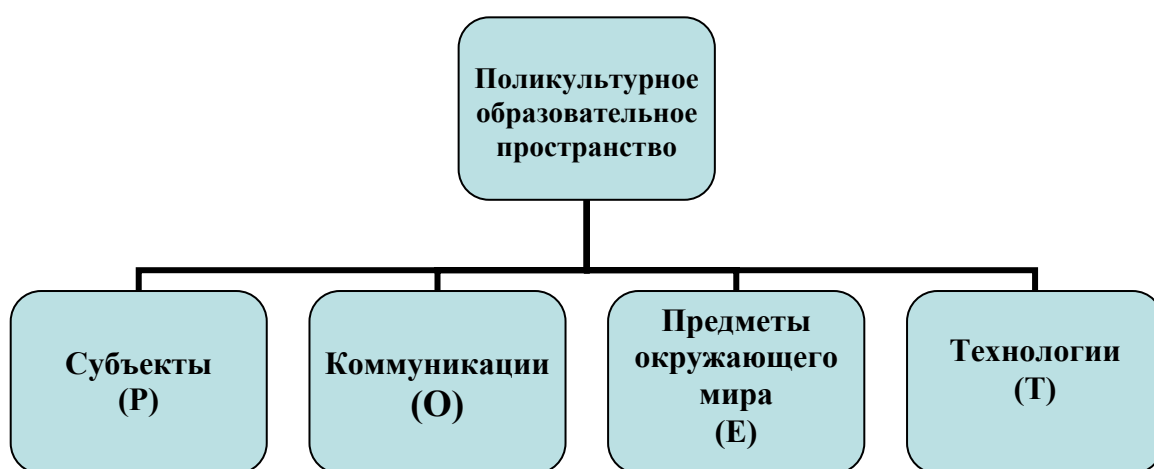 Поликультурное
образовательное
пространство
Субъекты
(Р)
Коммуникации
(О)
Предметы
окружающего
мира
(Е)
Технологии
(Т)